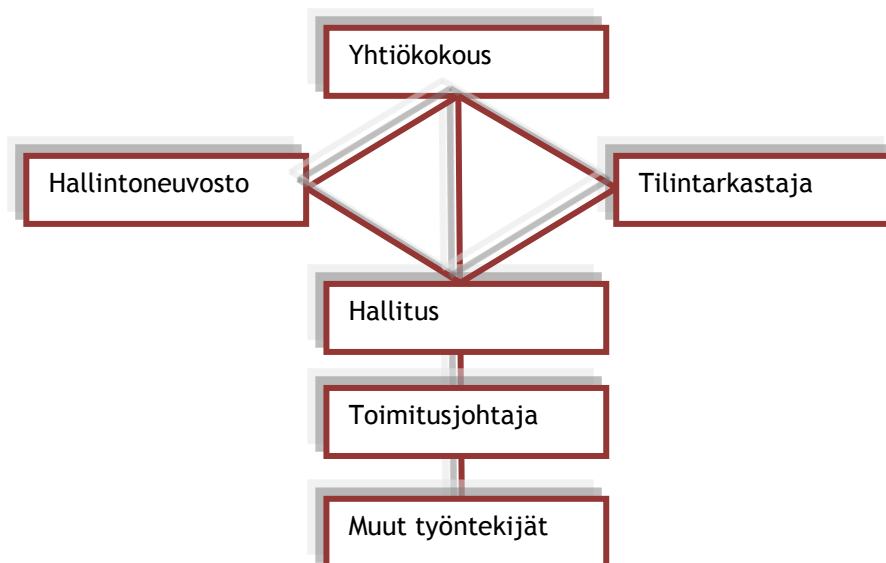 Yhtiökokous
Hallintoneuvosto
Tilintarkastaja
Hallitus
Toimitusjohtaja
Muut työntekijät